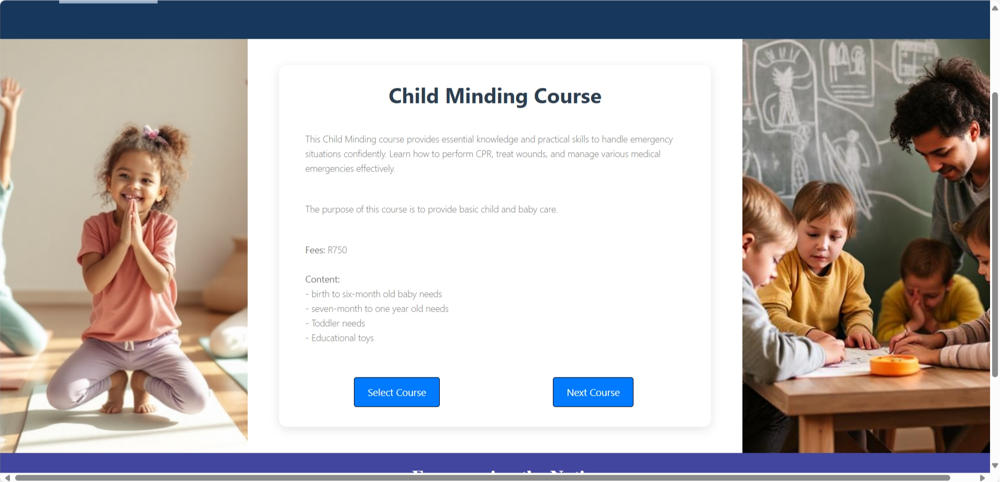 Child Minding Course
This Child Minding course provides essential knowledge and practical skills to handle emergency
situations confidently. Learn how to perform CPR, treat wounds, and manage various medical
emergencies effectively.
The purpose of this course is to provide basic child and baby care.
Fees: R750
Content:
- birth to six-month old baby needs
- seven-month to one year old needs
- Toddler needs
- Educational toys
Select Course
Next Course